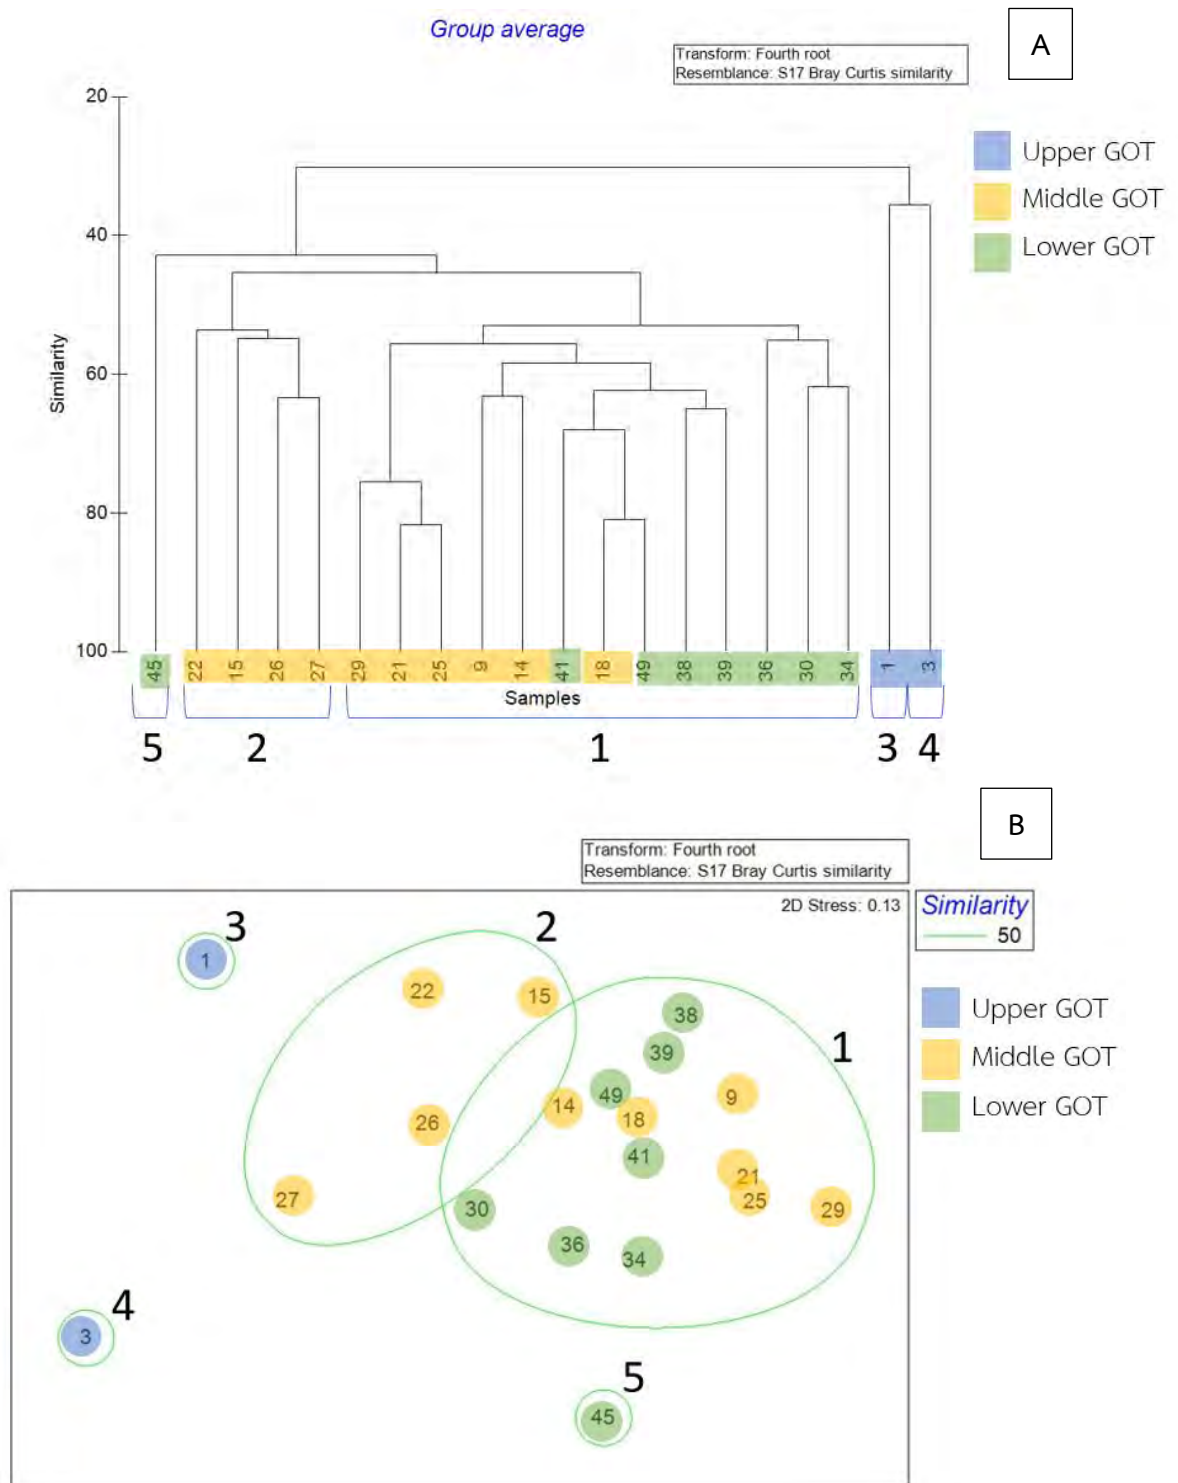 Group average
A
Transform: Fourth root
Resemblance: S17 Bray Curtis similarity
Upper GOT
Middle GOT
Lower GOT
20
40
60
80
100
Similarity
45 22 15 26 27 29 21 25 9 14 41 18 49 38 39 36 30 34 1 3
Samples
5 2 1 3 4
B
Transform: Fourth root
Resemblance: S17 Bray Curtis similarity
2D Stress: 0.13
Similarity
50
Upper GOT
Middle GOT
Lower GOT
3
2
1
22
15
38
1
39
49
9
14
18
26
41
21
25
27
29
30
36
34
4
3
5
45